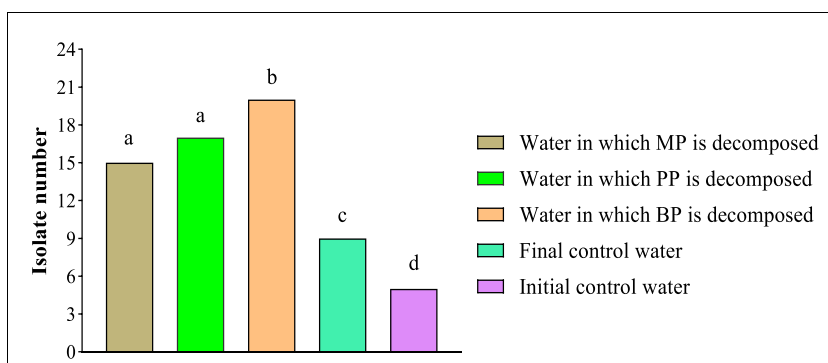 24
21
18
15
12
9
6
3
0
Isolate number
a
a
b
c
d
Water in which MP is decomposed
Water in which PP is decomposed
Water in which BP is decomposed
Final control water
Initial control water